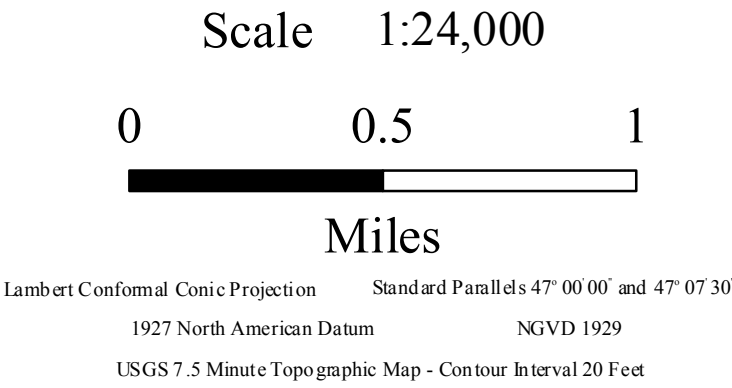 Scale 1:24,000
0 0.5 1
Miles
Lambert Conformal Conic Projection Standard Parallels 47° 00' 00" and 47° 07' 30"
1927 North American Datum NGVD 1929
USGS 7.5 Minute Topographic Map - Contour Interval 20 Feet